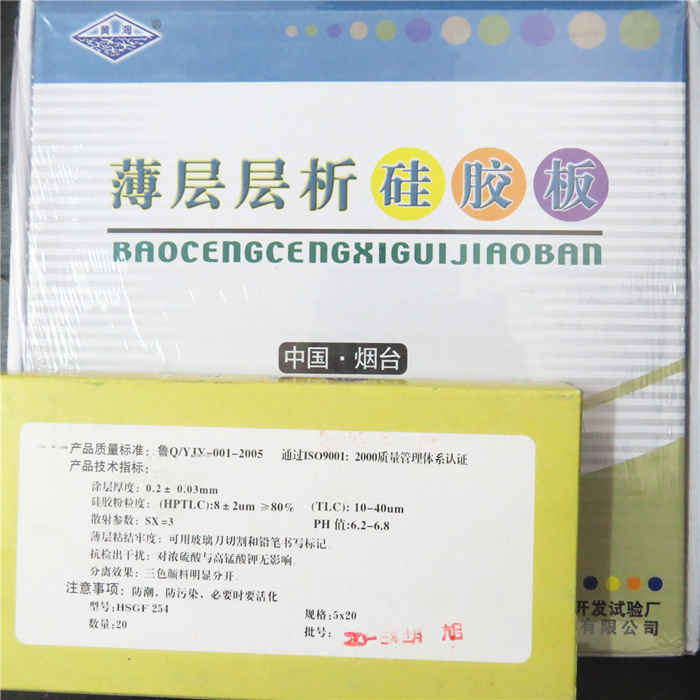 黄海
®
薄层层析硅胶板
BAOCENGCENGXIGUIJIAOBAN
中国·烟台
产品质量标准：鲁Q/YJY-001-2005 通过ISO9001：2000质量管理体系认证
产品技术指标：
涂层厚度：0.2± 0.03mm
硅胶粉粒度：(HPTLC):8±2um ≥80% (TLC): 10-40um
散射参数：SX=3 PH 值:6.2-6.8
薄层粘结牢度：可用玻璃刀切割和铅笔书写标记。
抗检出干扰：对浓硫酸与高锰酸钾无影响。
分离效果：三色颜料明显分开。
注意事项：防潮，防污染，必要时要活化
型号:HSGF 254 规格:5x20
数量:20 批号:
开发试验厂
有限公司